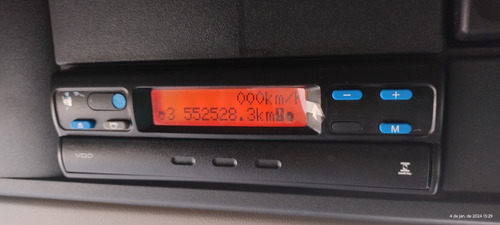 000km/h
3 552528.3km
M
VDO
4 de jan. de 2024 15:29